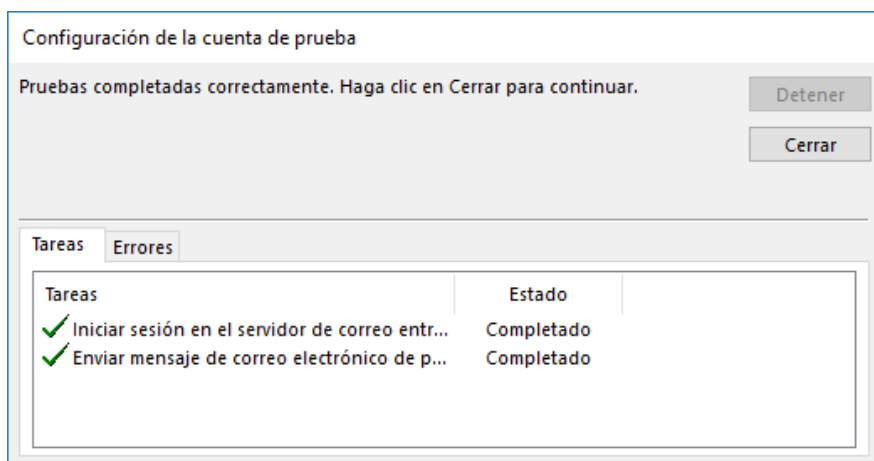 Configuración de la cuenta de prueba
Pruebas completadas correctamente. Haga clic en Cerrar para continuar.
Detener
Cerrar
Tareas Errores
Tareas Estado
Iniciar sesión en el servidor de correo entr... Completado
Enviar mensaje de correo electrónico de p... Completado